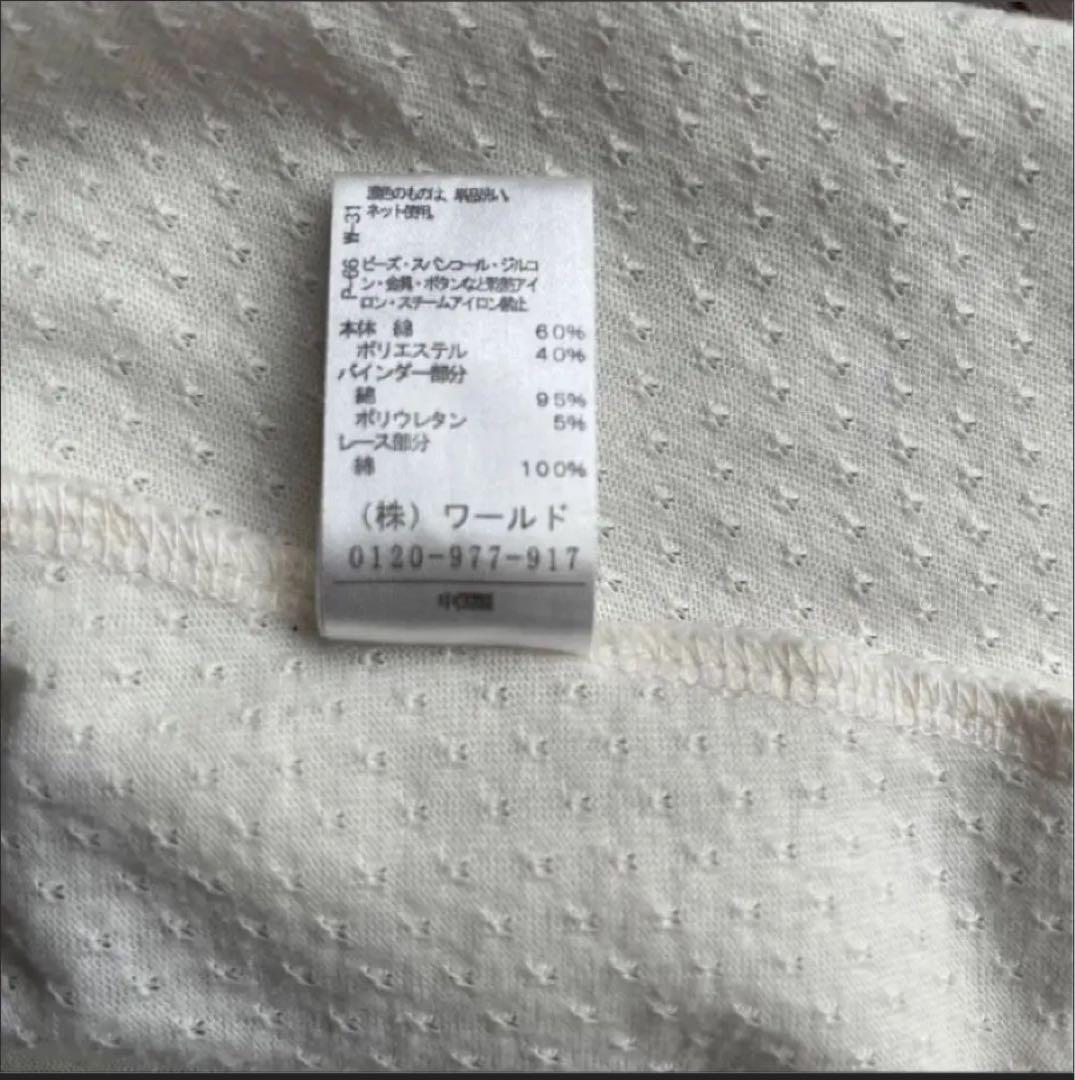 濃色のものは、単品洗い。
ネット使用。
W-31
P-66
ビーズ・スパンコール・ジルコ
ン・金具・ボタンなど熱アイ
ロン・スチームアイロン禁止
本体 綿 60%
ポリエステル 40%
バインダー部分
綿 95%
ポリウレタン 5%
レース部分
綿 100%
(株)ワールド
0120-977-917
中国製